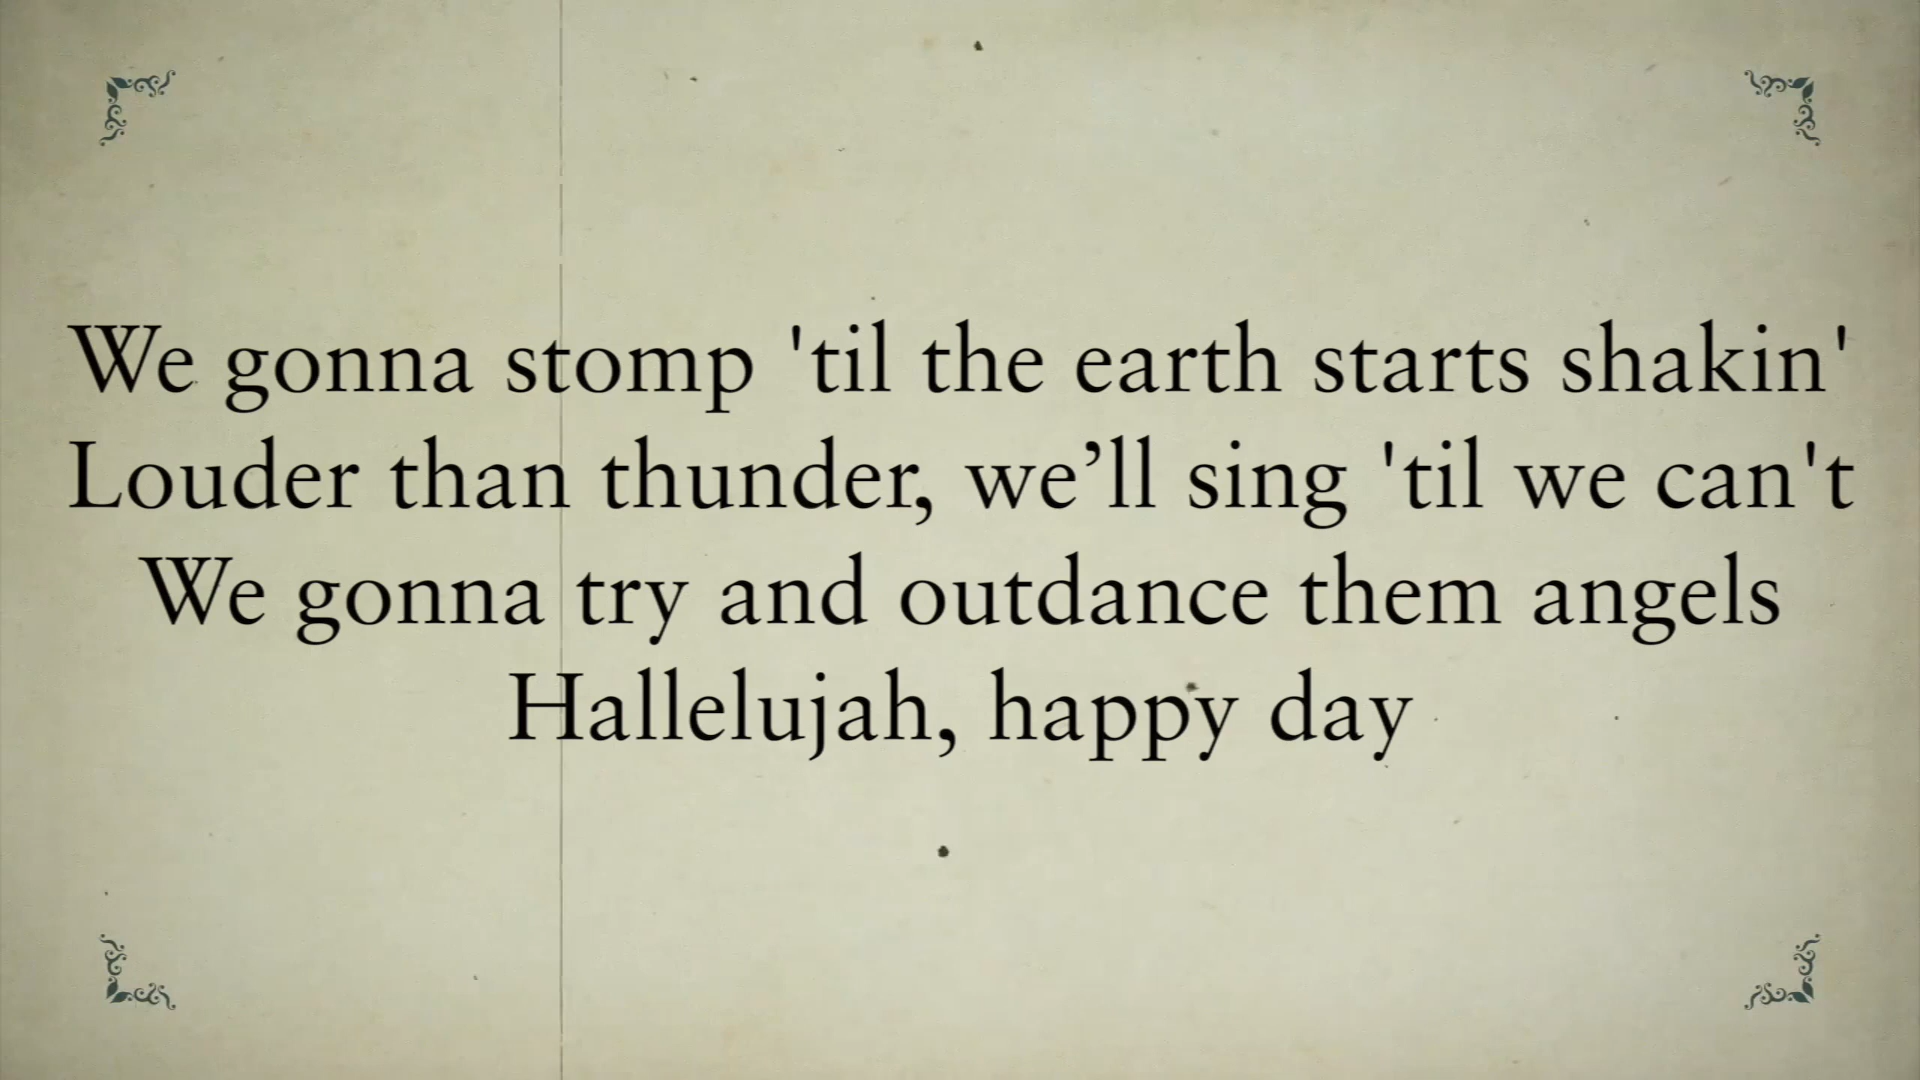 We gonna stomp 'til the earth starts shakin'
Louder than thunder, we’ll sing 'til we can't
We gonna try and outdance them angels
Hallelujah, happy day